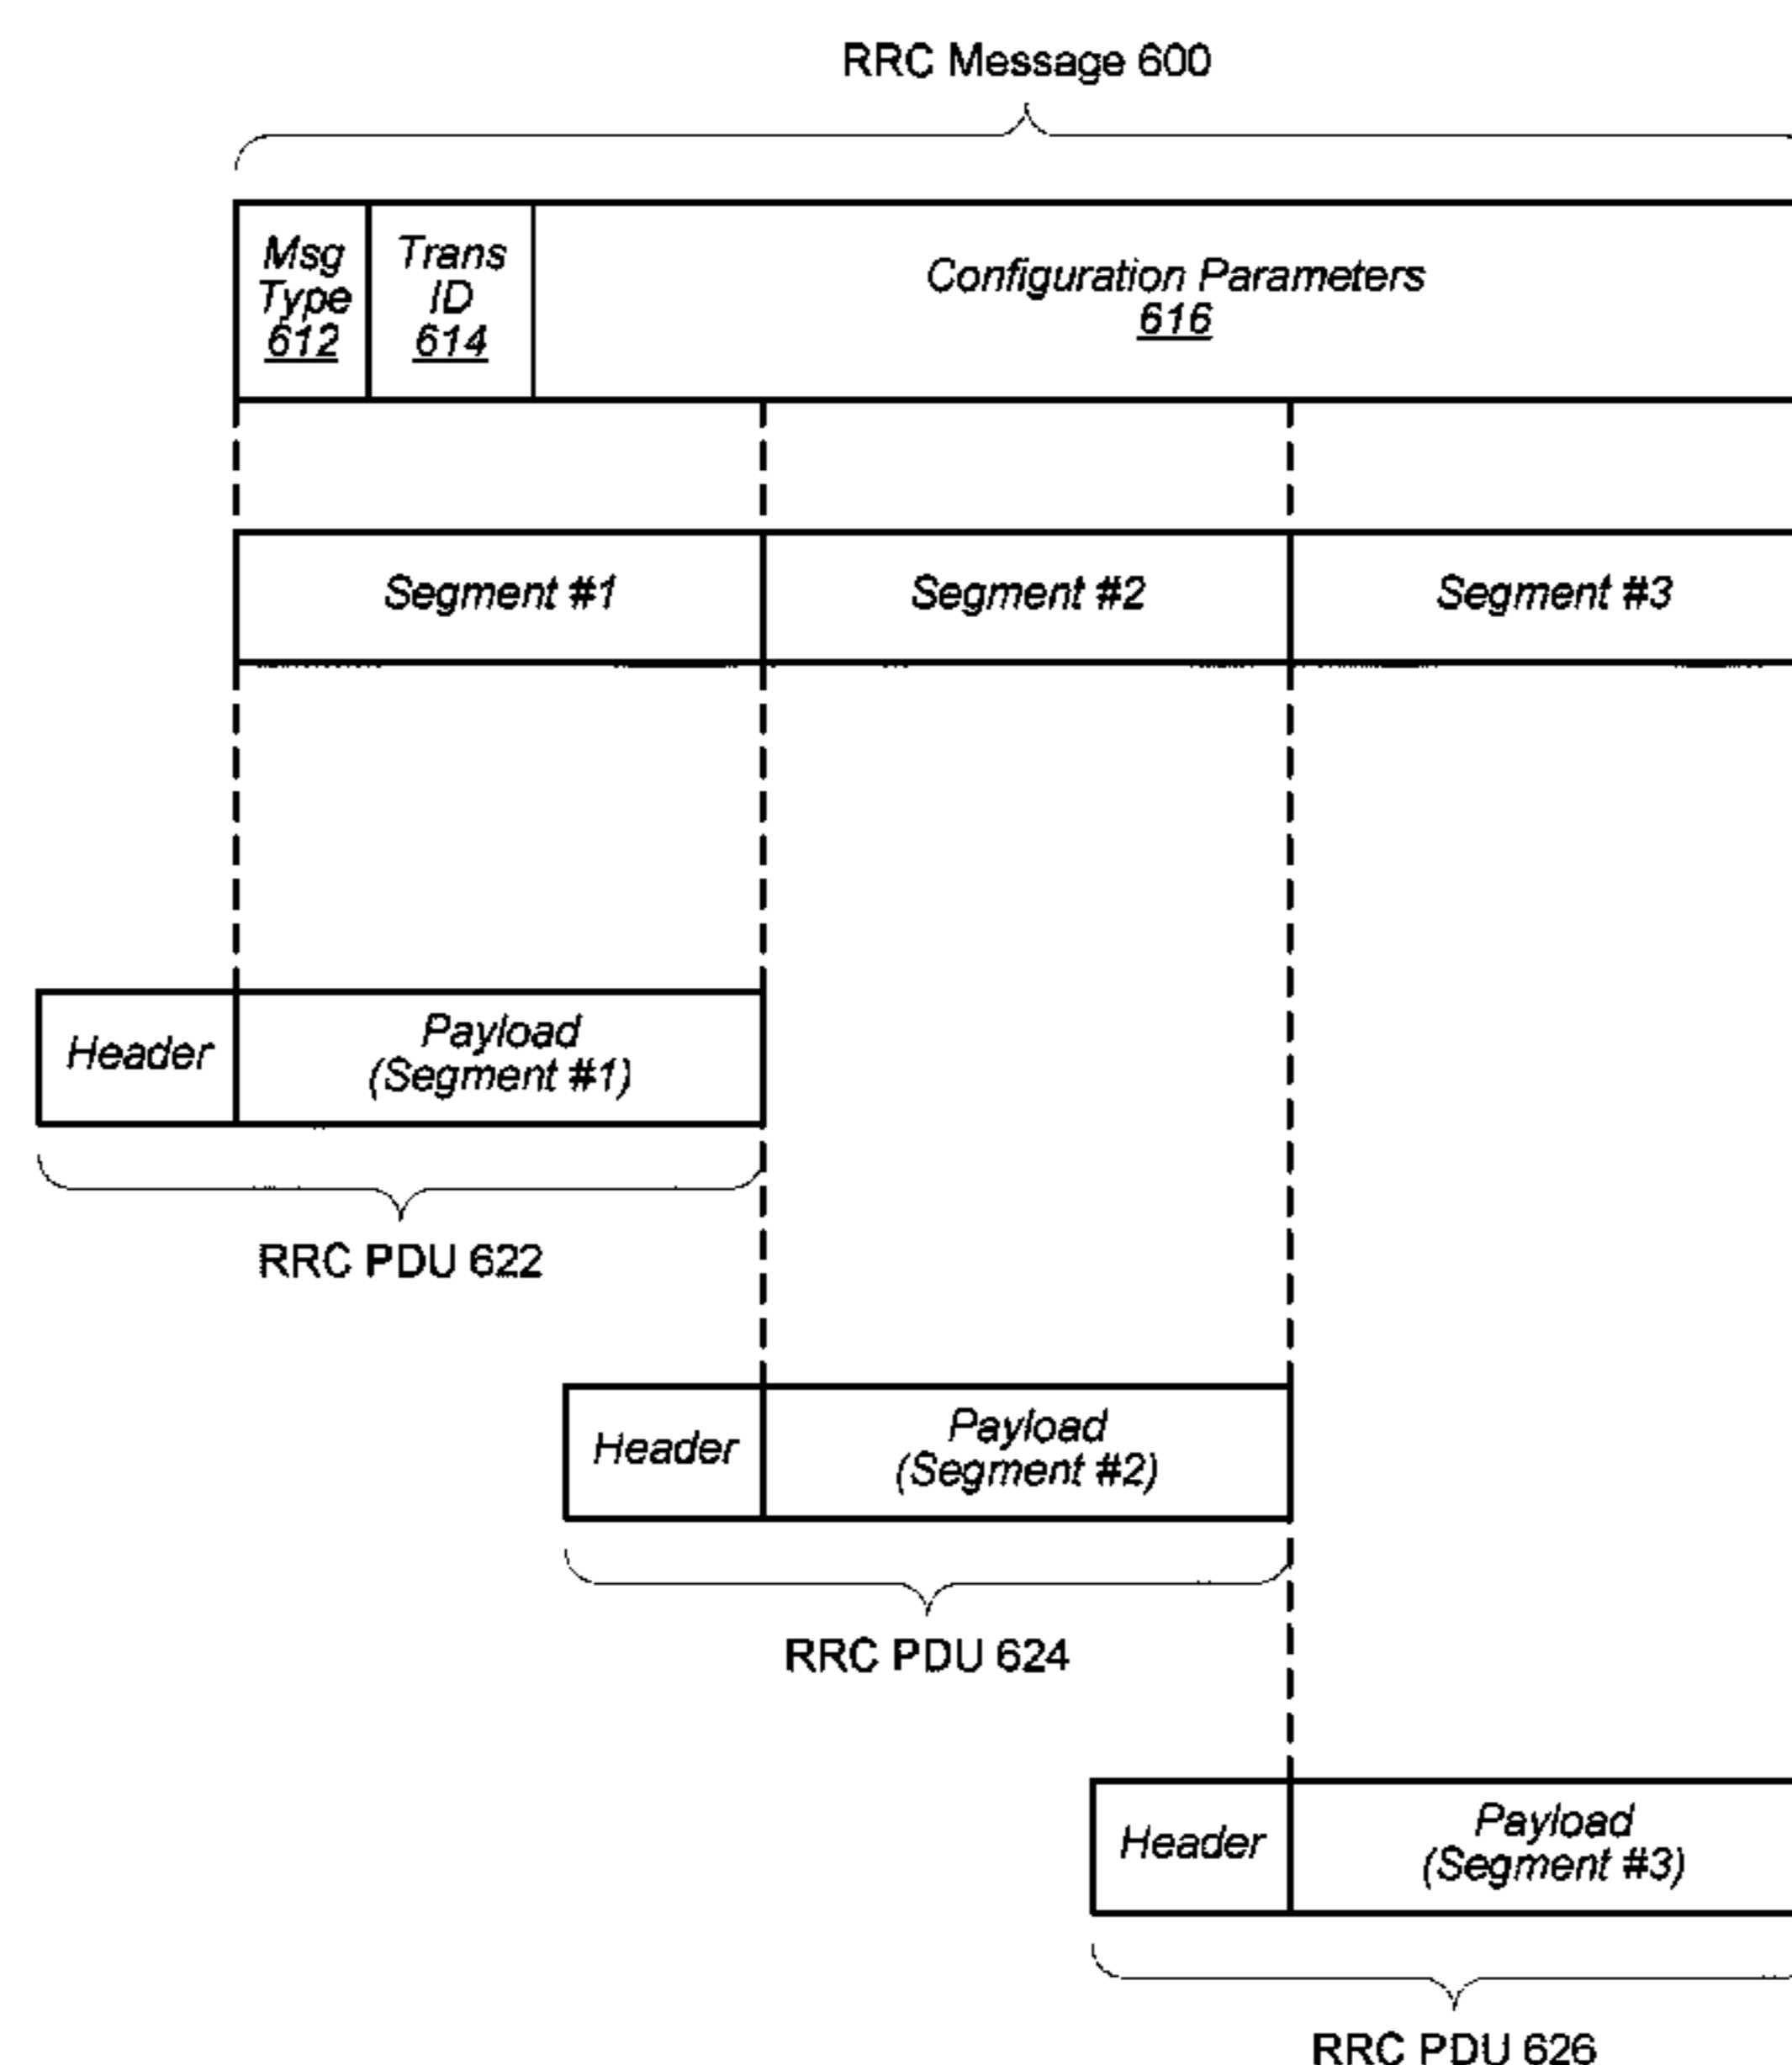 RRC Message 600
Msg
Type
612
Trans
ID
614
Configuration Parameters
616
Segment #1
Segment #2
Segment #3
Header
Payload
(Segment #1)
RRC PDU 622
Header
Payload
(Segment #2)
RRC PDU 624
Header
Payload
(Segment #3)
RRC PDU 626